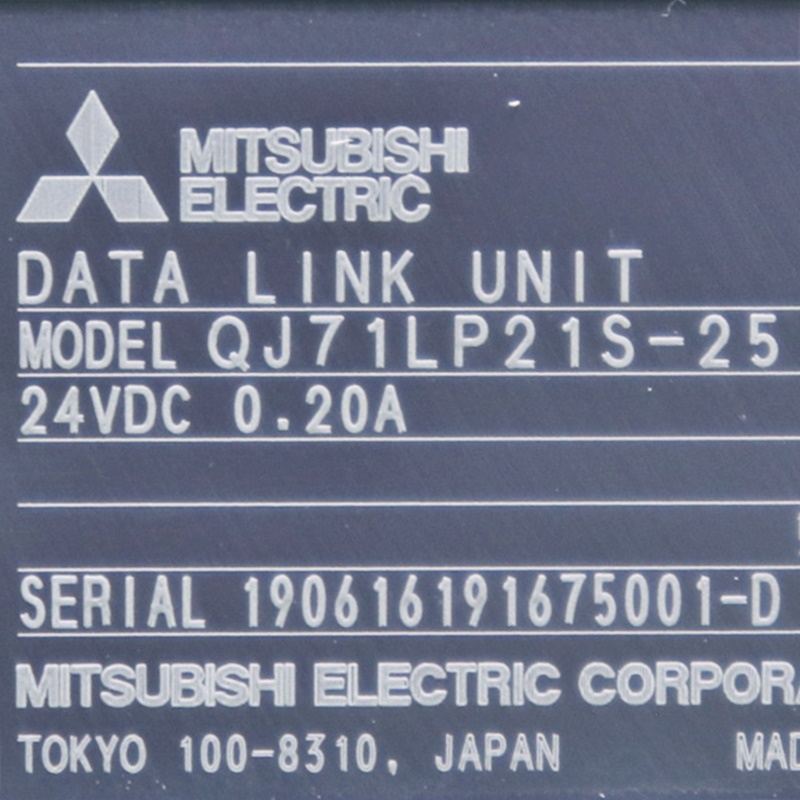 MITSUBISHI
ELECTRIC
DATA LINK UNIT
MODEL QJ71LP21S-25
24VDC 0.20A
SERIAL 190616191675001-D
MITSUBISHI ELECTRIC
TOKYO 100-8310, JAPAN